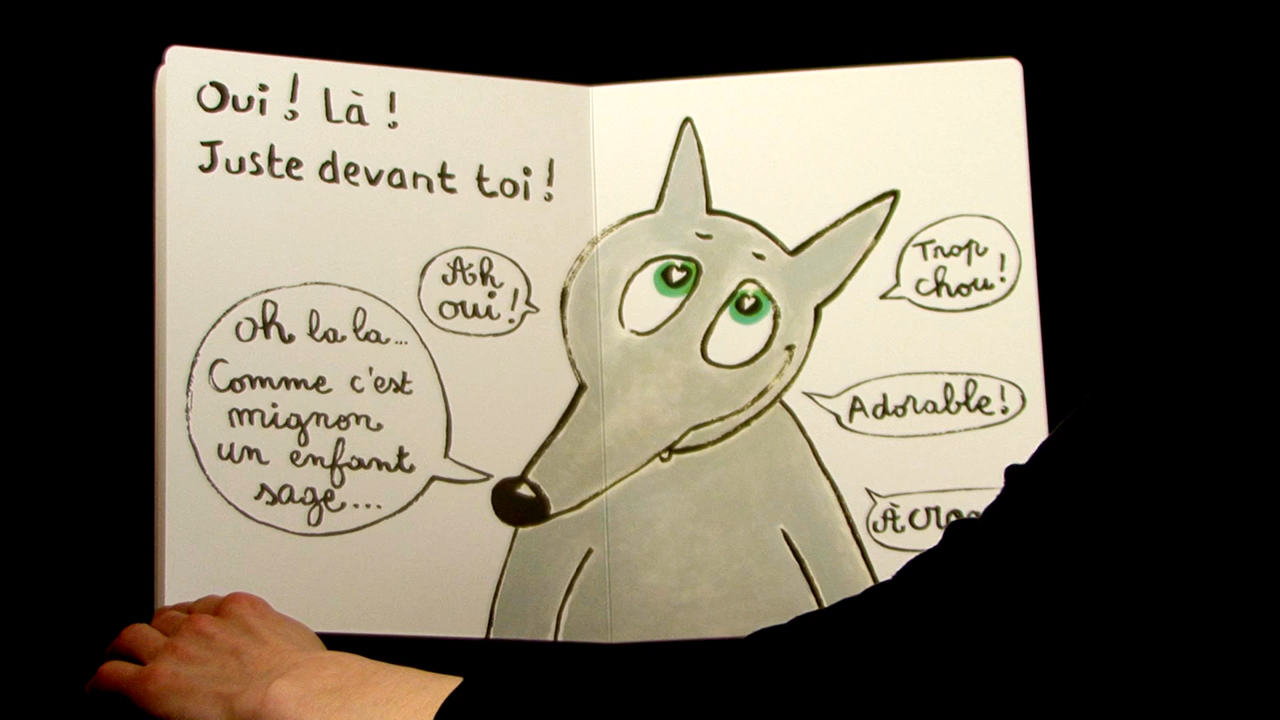 Oui ! Là !
Juste devant toi !
Ah
oui !
Oh la la...
Comme c'est
mignon
un enfant
sage...
Trop
chou !
Adorable !